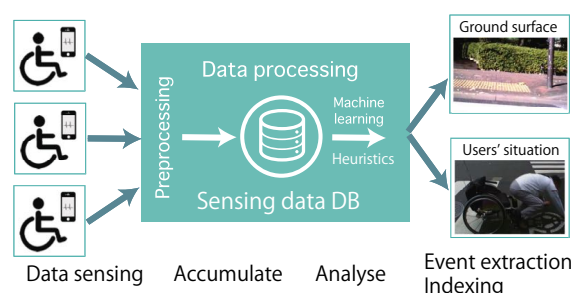 Ground surface
Data processing
Preprocessing
Machine
learning
Heuristics
Users' situation
Sensing data DB
Data sensing
Accumulate
Analyse
Event extraction
Indexing